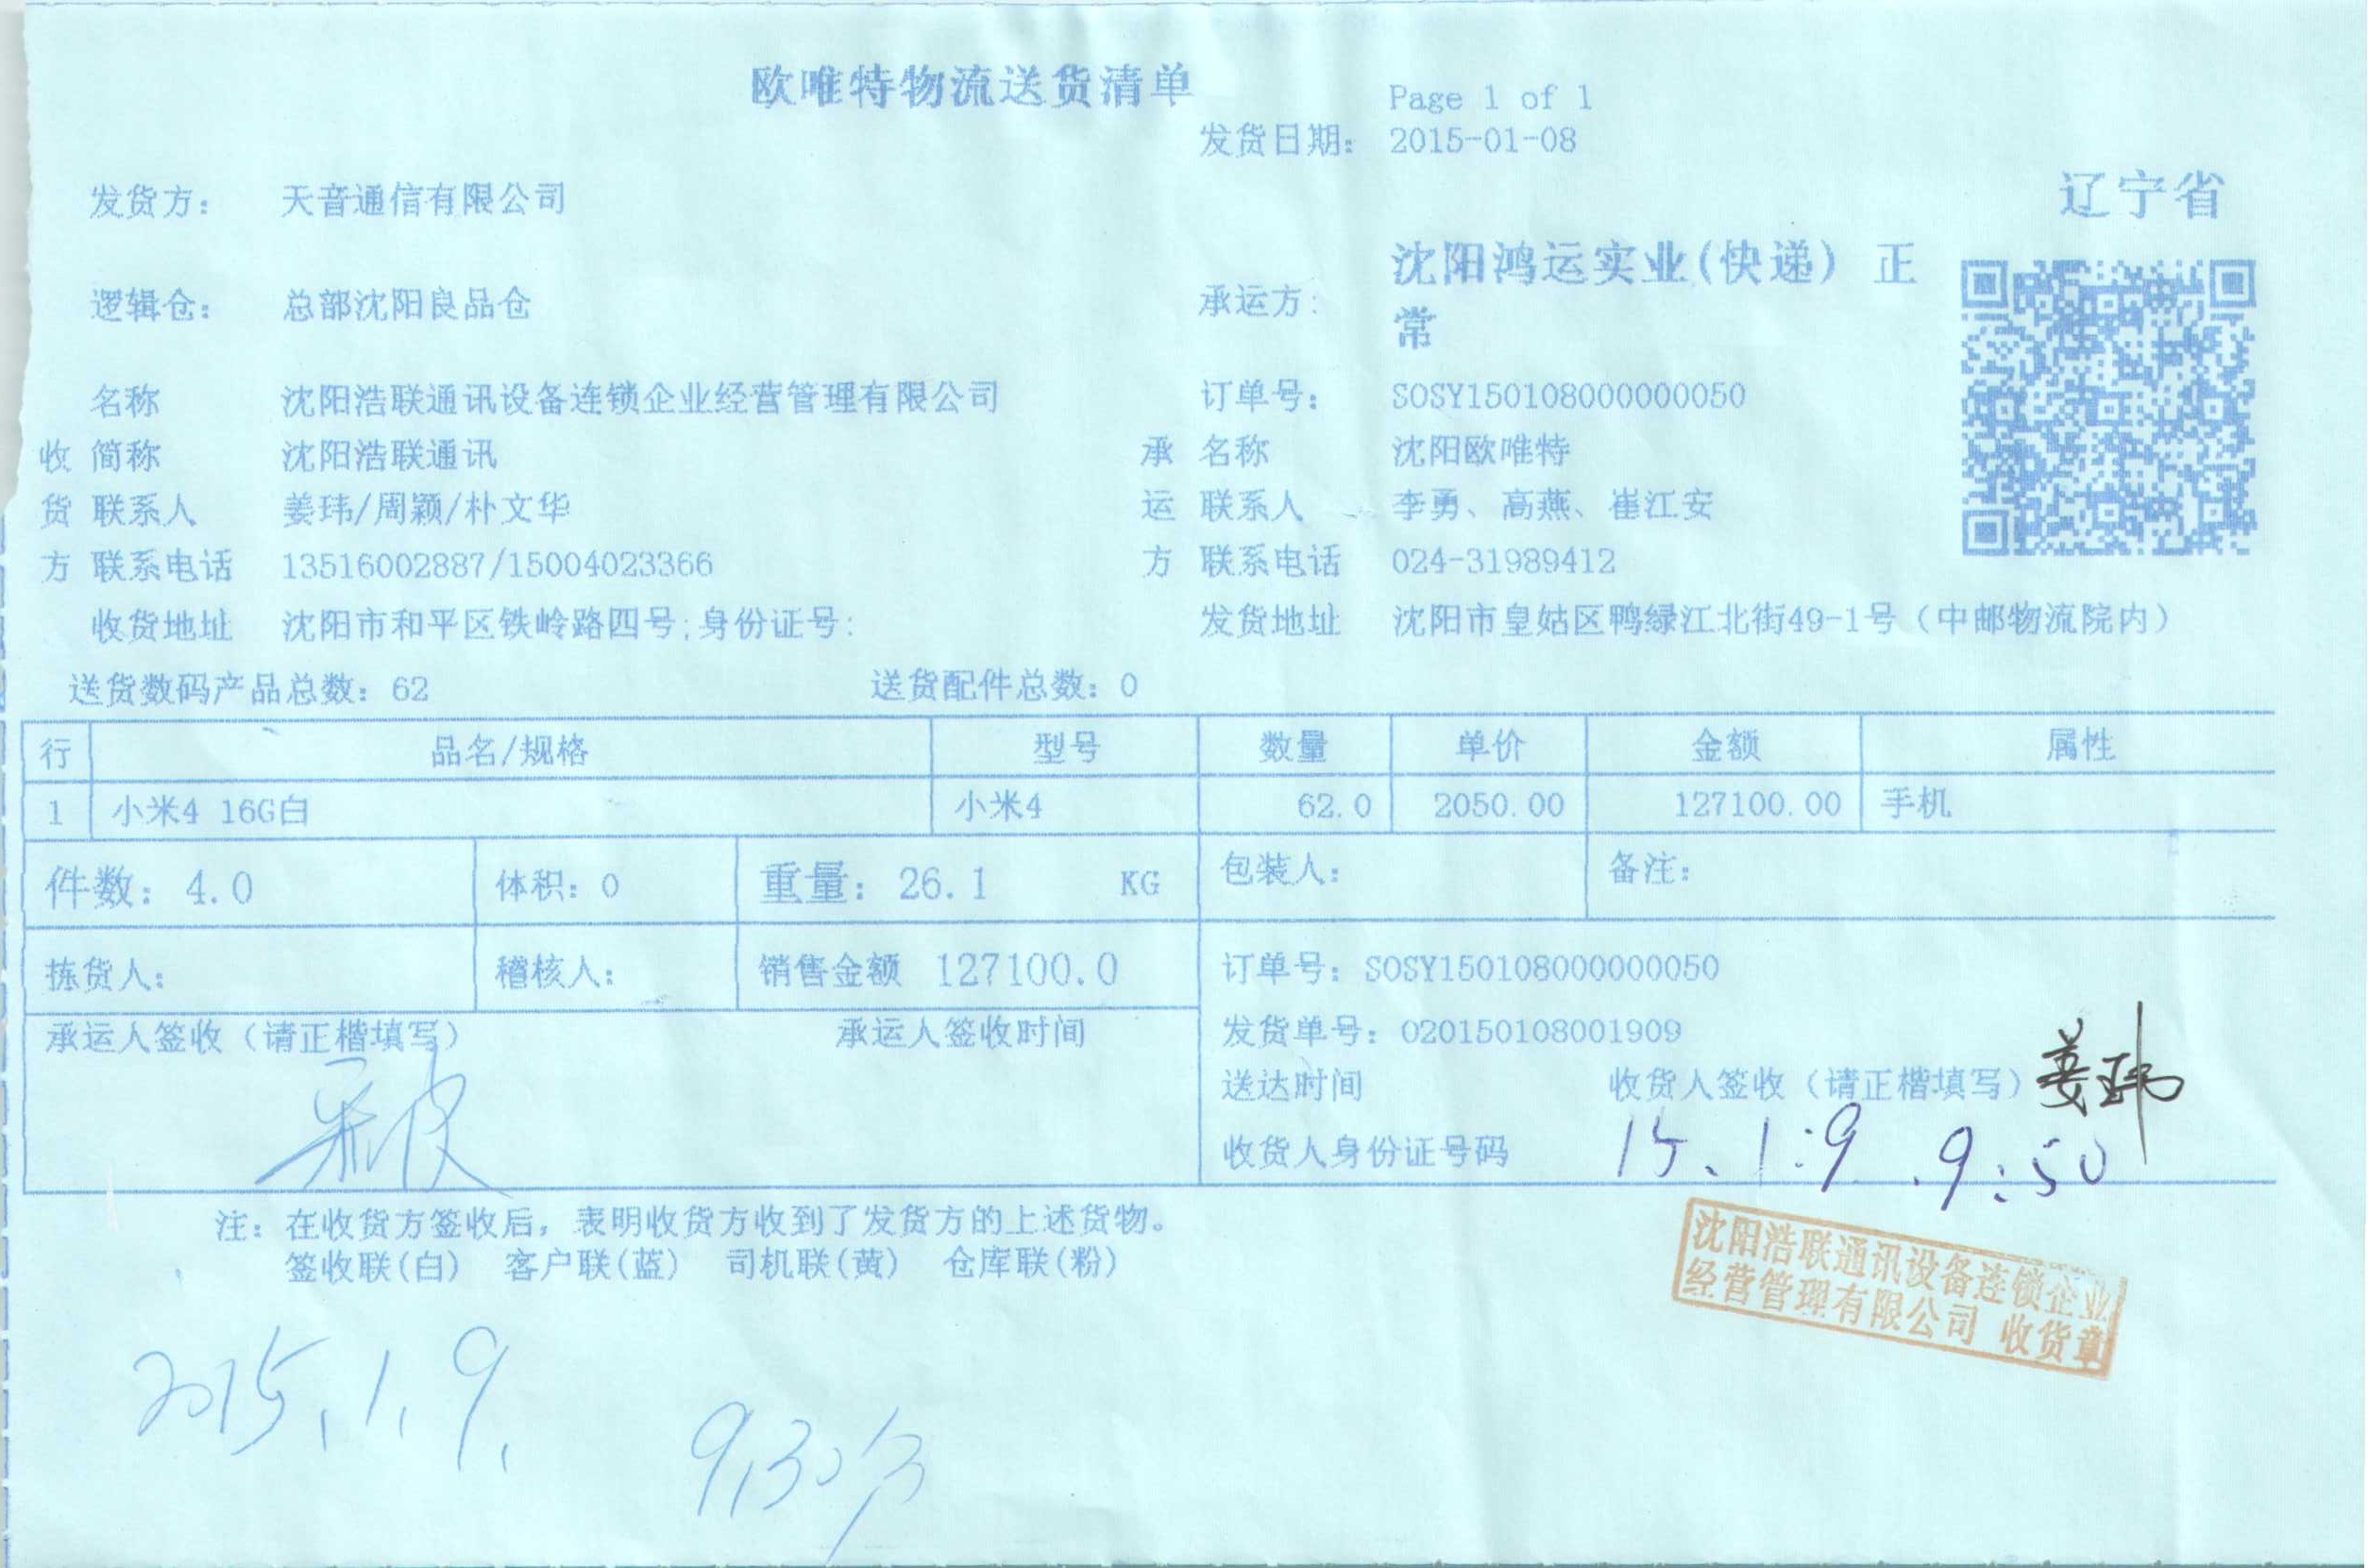 欧唯特物流送货清单
Page 1 of 1
发货日期： 2015-01-08
辽宁省
发货方： 天音通信有限公司
沈阳鸿运实业(快递) 正
逻辑仓： 总部沈阳良品仓 承运方：
常
名称 沈阳浩联通讯设备连锁企业经营管理有限公司 订单号： SOSY150108000000050
收 简称 沈阳浩联通讯 承 名称 沈阳欧唯特
货 联系人 姜玮/周颖/朴文华 运 联系人 李勇、高燕、崔江安
方 联系电话 13516002887/15004023366 方 联系电话 024-31989412
收货地址 沈阳市和平区铁岭路四号;身份证号: 发货地址 沈阳市皇姑区鸭绿江北街49-1号（中邮物流院内）
送货数码产品总数：62 送货配件总数：0
行 品名/规格 型号 数量 单价 金额 属性
1 小米4 16G白 小米4 62.0 2050.00 127100.00 手机
件数：4.0 体积：0 重量：26.1 KG 包装人： 备注：
拣货人： 稽核人： 销售金额 127100.0 订单号：SOSY150108000000050
承运人签收（请正楷填写） 承运人签收时间 发货单号：020150108001909
送达时间 收货人签收（请正楷填写） 姜玮
收货人身份证号码 15.1.9 9:50
注：在收货方签收后，表明收货方收到了发货方的上述货物。
签收联(白) 客户联(蓝) 司机联(黄) 仓库联(粉)
沈阳浩联通讯设备连锁企业
经营管理有限公司 收货章
2015.1.9.
9,30分